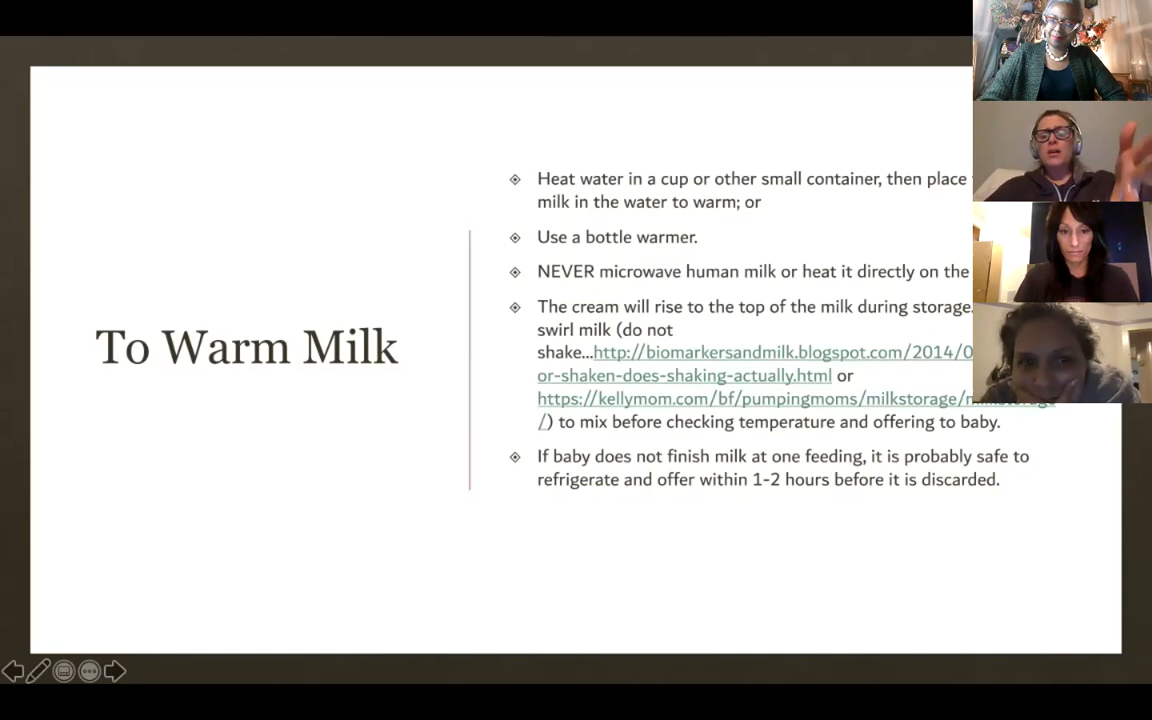 To Warm Milk
Heat water in a cup or other small container, then place
milk in the water to warm; or
Use a bottle warmer.
NEVER microwave human milk or heat it directly on the
The cream will rise to the top of the milk during storage.
swirl milk (do not
shake...http://biomarkersandmilk.blogspot.com/2014/0
or-shaken-does-shaking-actually.html or
https://kellymom.com/bf/pumpingmoms/milkstorage/milkstorage
/) to mix before checking temperature and offering to baby.
If baby does not finish milk at one feeding, it is probably safe to
refrigerate and offer within 1-2 hours before it is discarded.